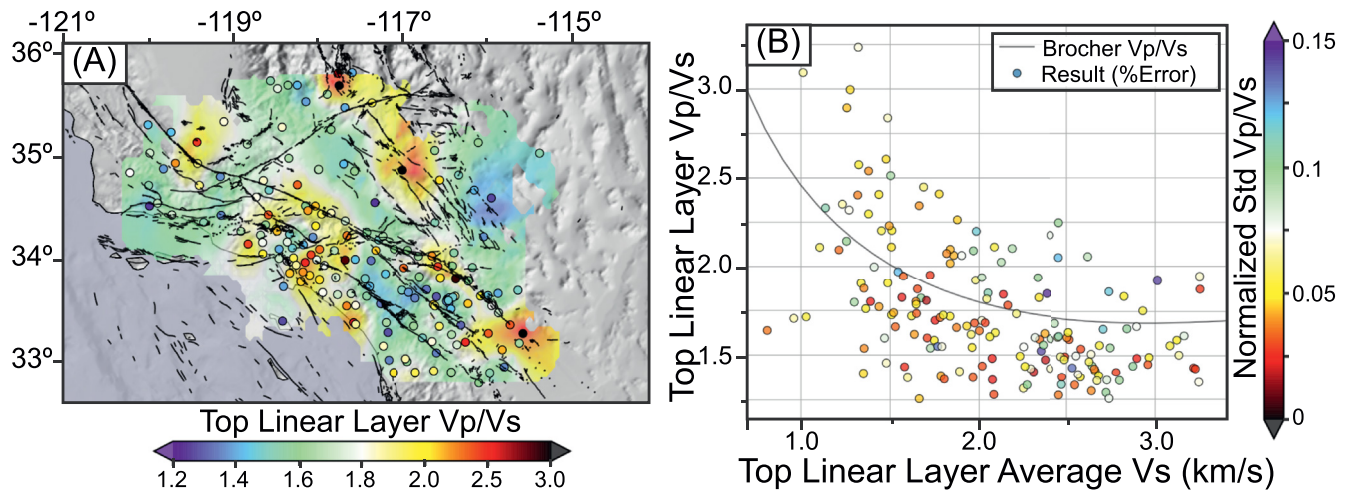 -121º -119º -117º -115º
36º
(A)
35º
34º
33º
Top Linear Layer Vp/Vs
1.2 1.4 1.6 1.8 2.0 2.5 3.0
(B)
Brocher Vp/Vs
Result (%Error)
Top Linear Layer Vp/Vs
3.0
2.5
2.0
1.5
1.0 2.0 3.0
Top Linear Layer Average Vs (km/s)
Normalized Std Vp/Vs
0.15
0.1
0.05
0